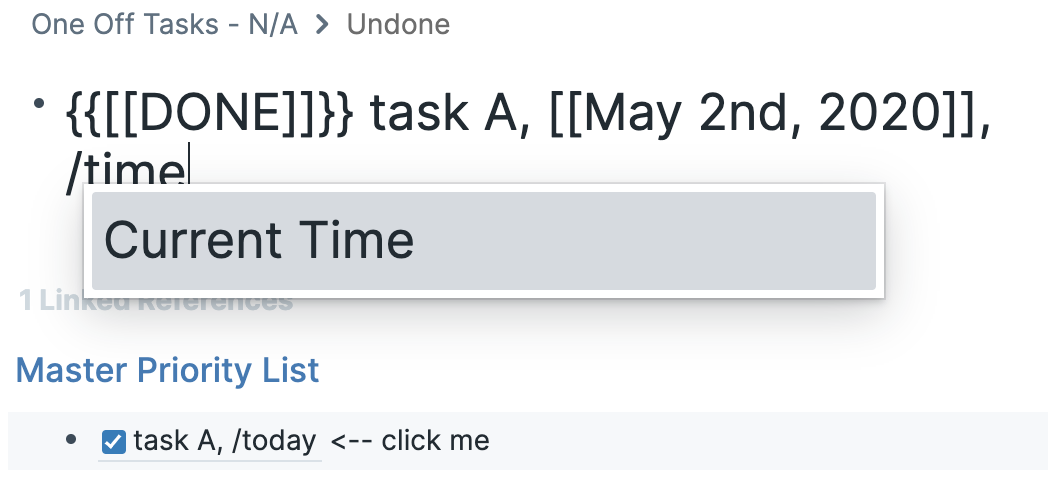 One Off Tasks - N/A > Undone
• {{[[DONE]]}} task A, [[May 2nd, 2020]],
/time
Current Time
1 Linked References
Master Priority List
• task A, /today <-- click me